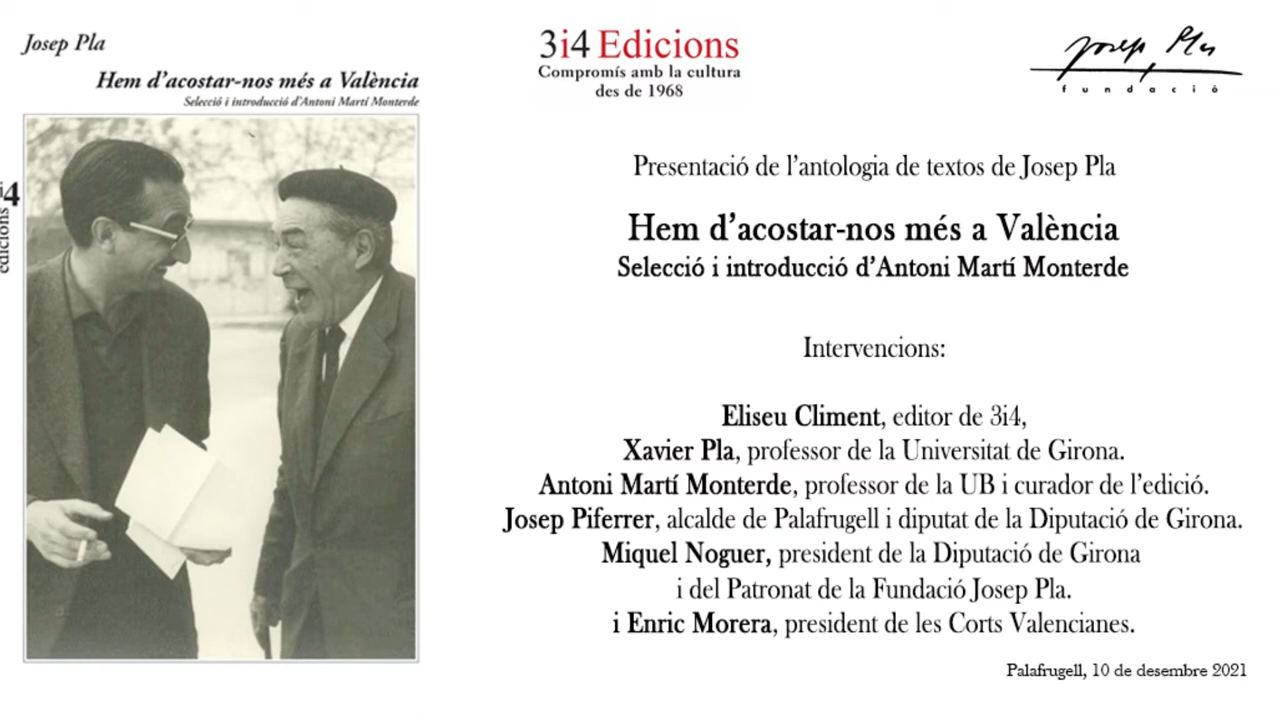 Josep Pla
Hem d'acostar-nos més a València
Selecció i introducció d'Antoni Martí Monterde
i4
edicions
3i4 Edicions
Compromís amb la cultura
des de 1968
Josep Pla
fundació
Presentació de l'antologia de textos de Josep Pla
Hem d'acostar-nos més a València
Selecció i introducció d'Antoni Martí Monterde
Intervencions:
Eliseu Climent, editor de 3i4,
Xavier Pla, professor de la Universitat de Girona.
Antoni Martí Monterde, professor de la UB i curador de l'edició.
Josep Piferrer, alcalde de Palafrugell i diputat de la Diputació de Girona.
Miquel Noguer, president de la Diputació de Girona
i del Patronat de la Fundació Josep Pla.
i Enric Morera, president de les Corts Valencianes.
Palafrugell, 10 de desembre 2021